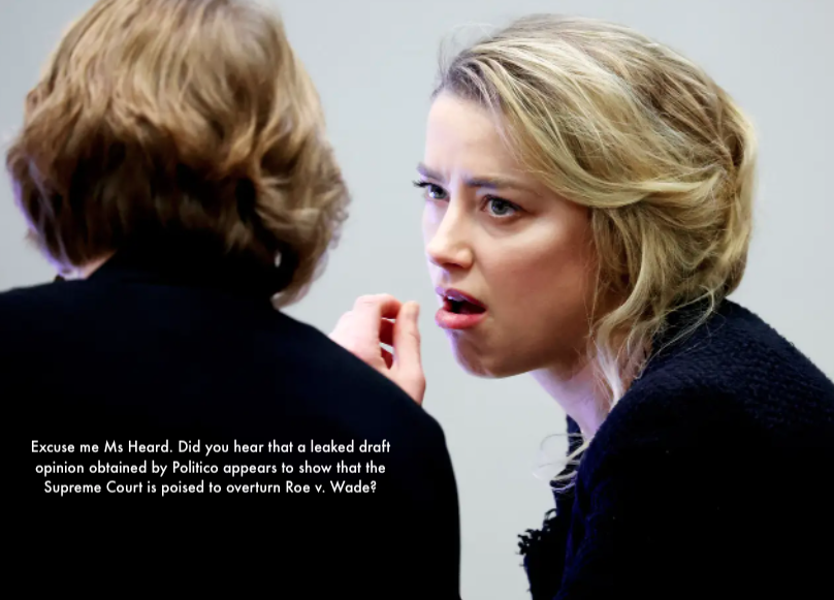 Excuse me Ms Heard. Did you hear that a leaked draft
opinion obtained by Politico appears to show that the
Supreme Court is poised to overturn Roe v. Wade?